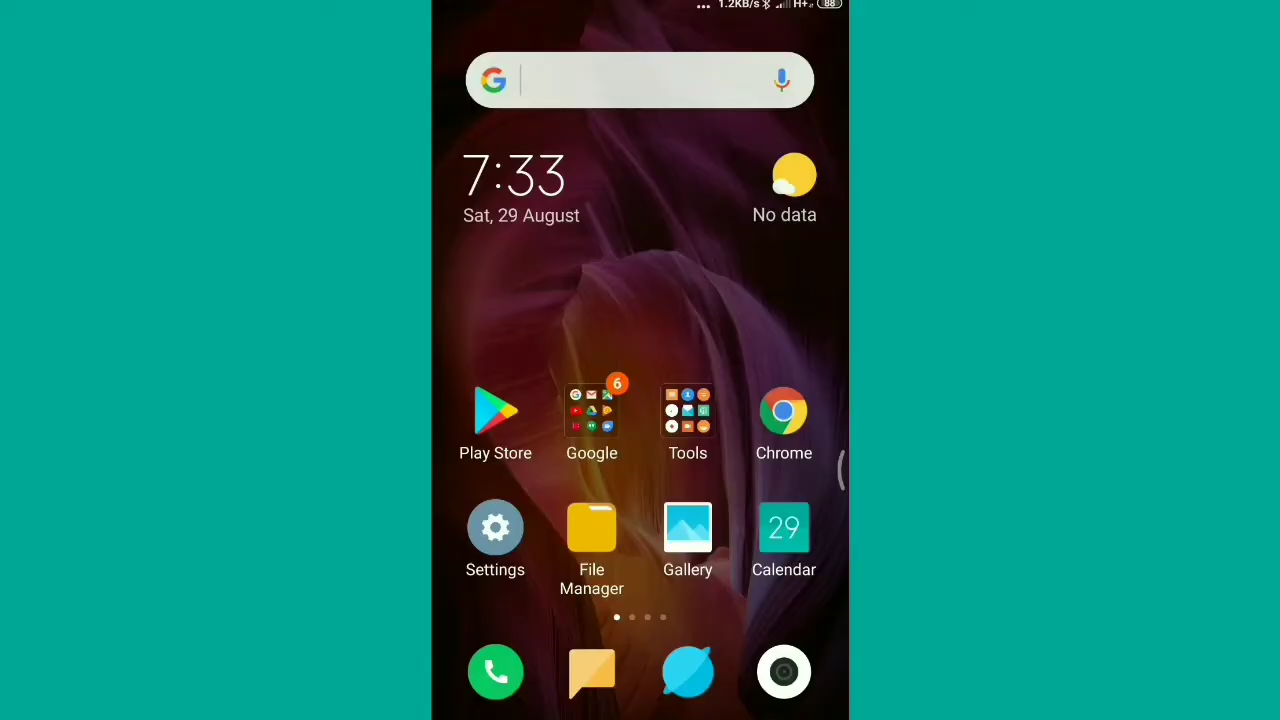 ... 1.2KB/s H+ 88
7:33
Sat, 29 August
No data
6
Play Store Google Tools Chrome
29
Settings File Manager Gallery Calendar